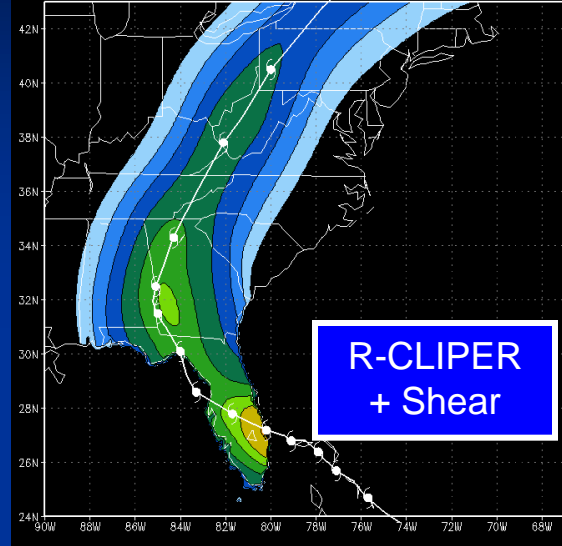 42N
40N
38N
36N
34N
32N
30N
28N
26N
24N
R-CLIPER
+ Shear
90W 88W 86W 84W 82W 80W 78W 76W 74W 72W 70W 68W